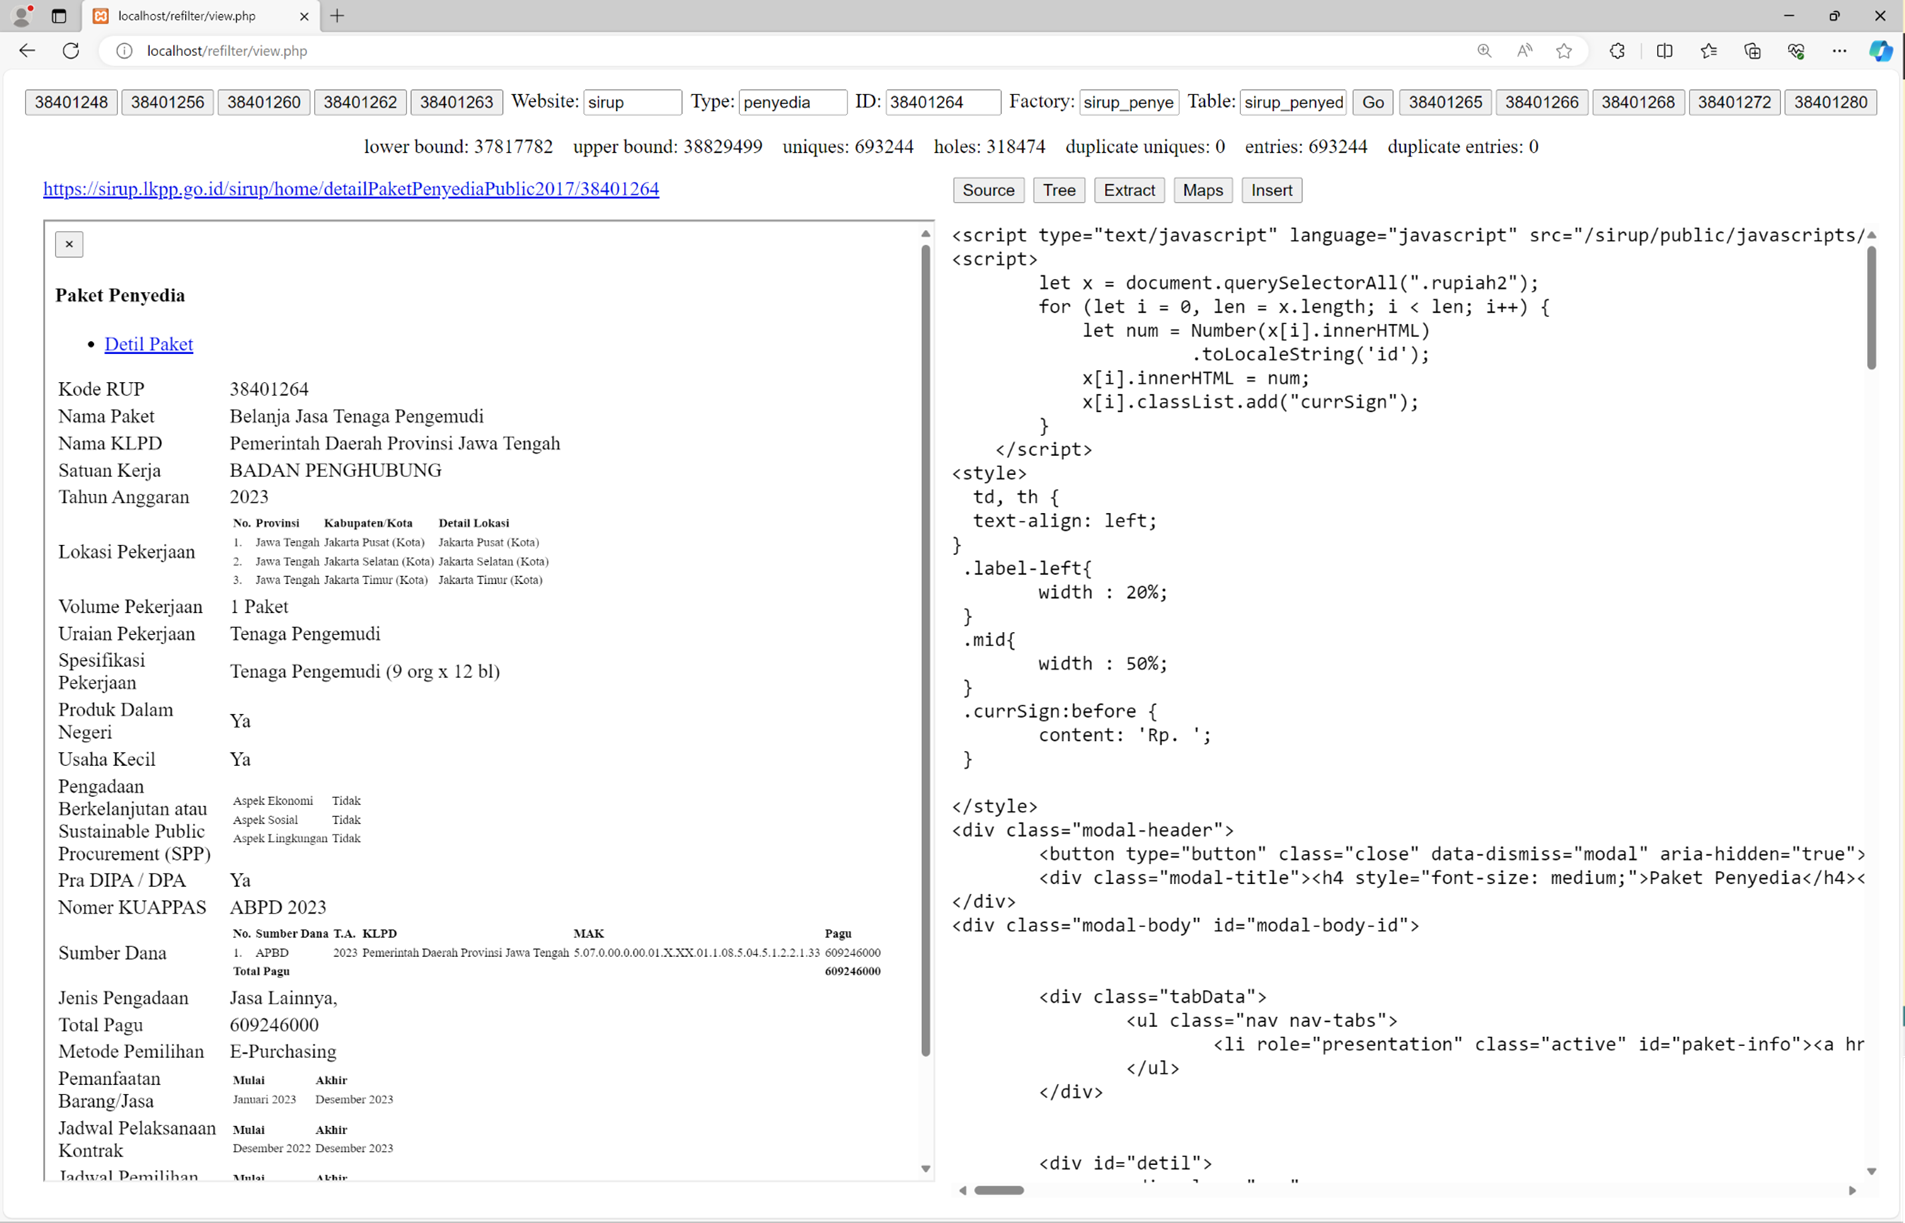 localhost/refilter/view.php
localhost/refilter/view.php
38401248 38401256 38401260 38401262 38401263 Website: sirup Type: penyedia ID: 38401264 Factory: sirup_penye Table: sirup_penyed Go 38401265 38401266 38401268 38401272 38401280
lower bound: 37817782 upper bound: 38829499 uniques: 693244 holes: 318474 duplicate uniques: 0 entries: 693244 duplicate entries: 0
https://sirup.lkpp.go.id/sirup/home/detailPaketPenyediaPublic2017/38401264
×
Paket Penyedia
• Detil Paket
Kode RUP 38401264
Nama Paket Belanja Jasa Tenaga Pengemudi
Nama KLPD Pemerintah Daerah Provinsi Jawa Tengah
Satuan Kerja BADAN PENGHUBUNG
Tahun Anggaran 2023
Lokasi Pekerjaan
No. Provinsi Kabupaten/Kota Detail Lokasi
1. Jawa Tengah Jakarta Pusat (Kota) Jakarta Pusat (Kota)
2. Jawa Tengah Jakarta Selatan (Kota) Jakarta Selatan (Kota)
3. Jawa Tengah Jakarta Timur (Kota) Jakarta Timur (Kota)
Volume Pekerjaan 1 Paket
Uraian Pekerjaan Tenaga Pengemudi
Spesifikasi
Pekerjaan
Tenaga Pengemudi (9 org x 12 bl)
Produk Dalam
Negeri
Ya
Usaha Kecil Ya
Pengadaan
Berkelanjutan atau
Sustainable Public
Procurement (SPP)
Aspek Ekonomi Tidak
Aspek Sosial Tidak
Aspek Lingkungan Tidak
Pra DIPA / DPA Ya
Nomer KUAPPAS ABPD 2023
Sumber Dana
No. Sumber Dana T.A. KLPD MAK Pagu
1. APBD 2023 Pemerintah Daerah Provinsi Jawa Tengah 5.07.0.00.0.00.01.X.XX.01.1.08.5.04.5.1.2.2.1.33 609246000
Total Pagu 609246000
Jenis Pengadaan Jasa Lainnya,
Total Pagu 609246000
Metode Pemilihan E-Purchasing
Pemanfaatan
Barang/Jasa
Mulai Akhir
Januari 2023 Desember 2023
Jadwal Pelaksanaan
Kontrak
Mulai Akhir
Desember 2022 Desember 2023
Jadwal Pemilihan Mulai Akhir
Source Tree Extract Maps Insert
<script type="text/javascript" language="javascript" src="/sirup/public/javascripts/
<script>
let x = document.querySelectorAll(".rupiah2");
for (let i = 0, len = x.length; i < len; i++) {
let num = Number(x[i].innerHTML)
.toLocaleString('id');
x[i].innerHTML = num;
x[i].classList.add("currSign");
}
</script>
<style>
td, th {
text-align: left;
}
.label-left{
width : 20%;
}
.mid{
width : 50%;
}
.currSign:before {
content: 'Rp. ';
}
</style>
<div class="modal-header">
<button type="button" class="close" data-dismiss="modal" aria-hidden="true">
<div class="modal-title"><h4 style="font-size: medium;">Paket Penyedia</h4><
</div>
<div class="modal-body" id="modal-body-id">
<div class="tabData">
<ul class="nav nav-tabs">
<li role="presentation" class="active" id="paket-info"><a hr
</ul>
</div>
<div id="detil">